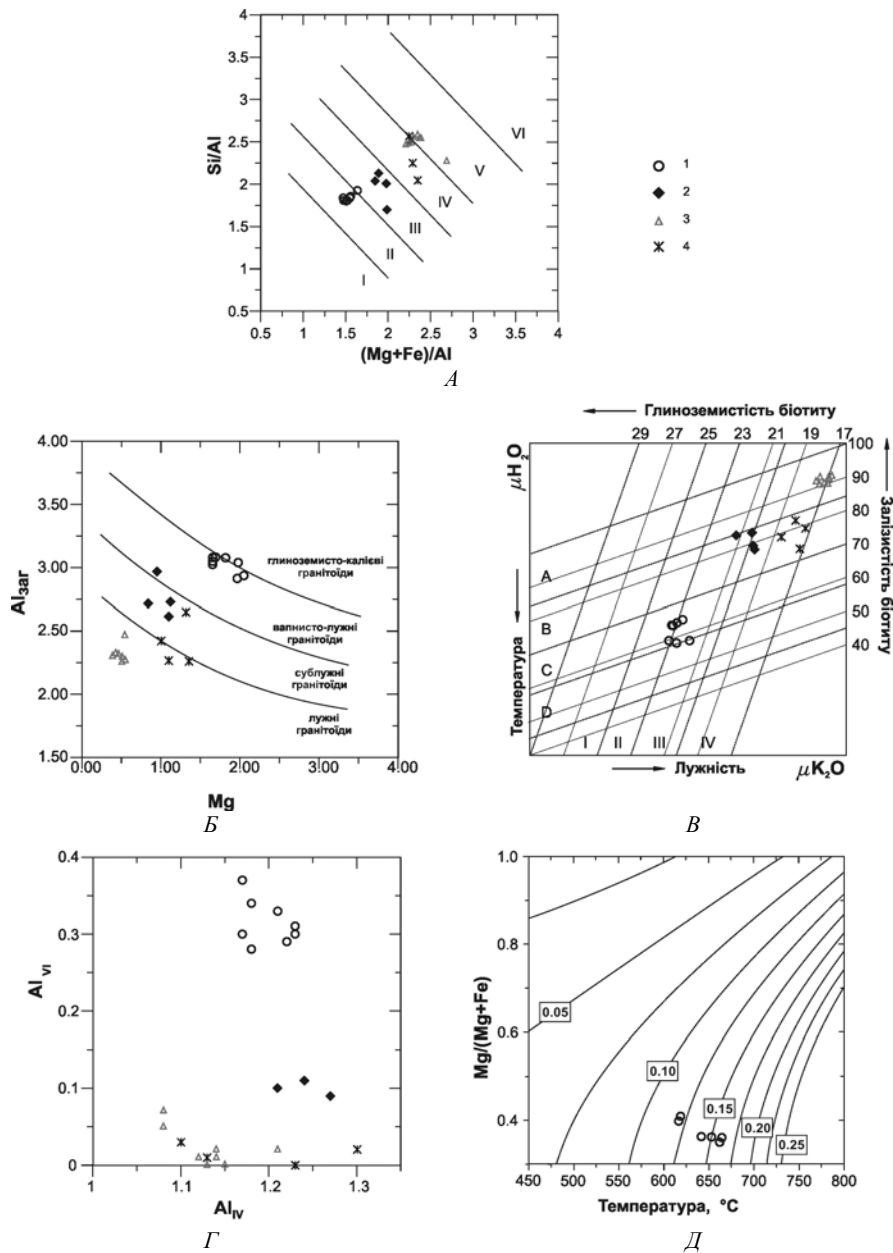 4
3.5
3
2.5
2
1.5
1
0.5
Si/Al
I
II
III
IV
V
VI
0.5 1 1.5 2 2.5 3 3.5 4
(Mg+Fe)/Al
1
2
3
4
А
4.00
3.50
3.00
2.50
2.00
1.50
Alзаг
глиноземисто-калієві
гранітоїди
вапнисто-лужні
гранітоїди
сублужні
гранітоїди
лужні
гранітоїди
0.00 1.00 2.00 3.00 4.00
Mg
Б
Глиноземистість біотиту
29 27 25 23 21 19 17
μH2O
100
90
80
70
60
50
40
Залізистість біотиту
Температура
A
B
C
D
I II III IV
Лужність
μK2O
В
0.4
0.3
0.2
0.1
0
AlVI
1 1.1 1.2 1.3
AlIV
Г
1.0
0.8
0.6
0.4
Mg/(Mg+Fe)
0.05
0.10
0.15
0.20
0.25
450 500 550 600 650 700 750 800
Температура, °C
Д